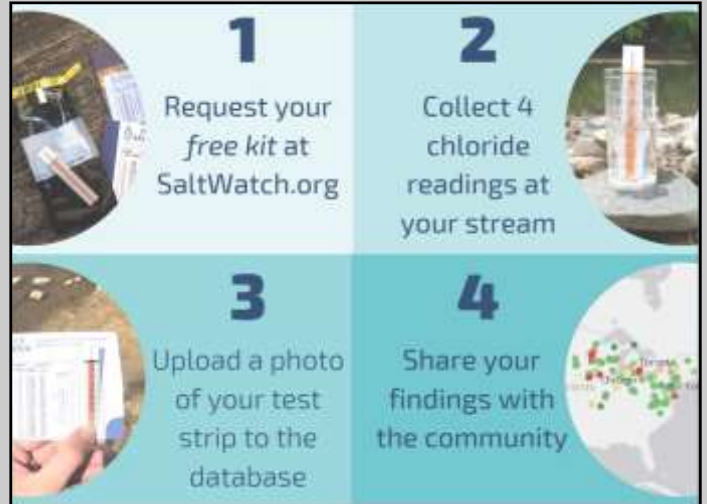 1
Request your
free kit at
SaltWatch.org
2
Collect 4
chloride
readings at
your stream
3
Upload a photo
of your test
strip to the
database
4
Share your
findings with
the community